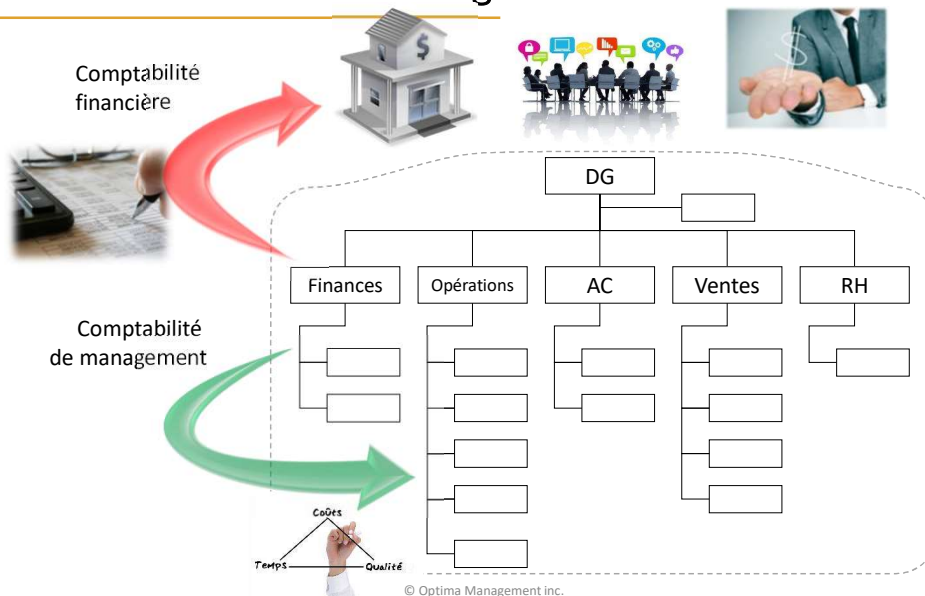 Comptabilité
financière
$
$
DG
Finances
Opérations
AC
Ventes
RH
Comptabilité
de management
Coûts
Temps
Qualité
© Optima Management inc.